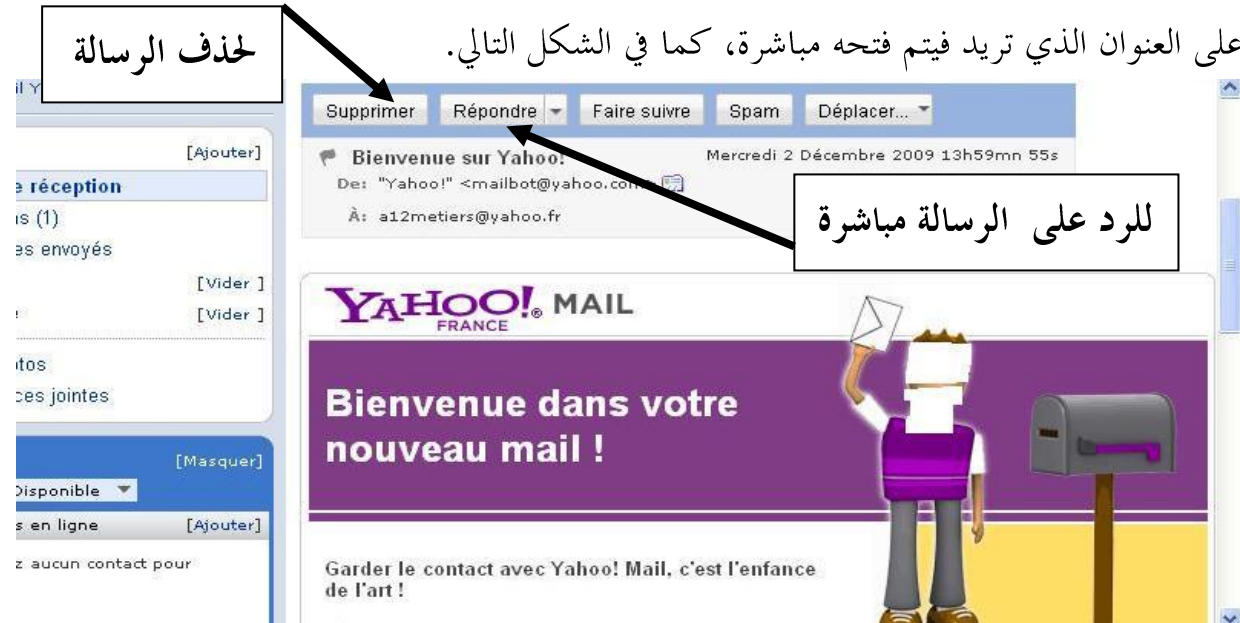 على العنوان الذي تريد فيتم فتحه مباشرة، كما في الشكل التالي.
لحذف الرسالة
Supprimer Répondre Faire suivre Spam Déplacer...
[Ajouter]
Bienvenue sur Yahoo! Mercredi 2 Décembre 2009 13h59mn 55s
réception
De: "Yahoo!" <mailbot@yahoo.com>
(1)
À: a12metiers@yahoo.fr
للرد على الرسالة مباشرة
envoyés
[Vider ]
[Vider ]
YAHOO!® MAIL
FRANCE
jointes
Bienvenue dans votre
nouveau mail !
[Masquer]
Disponible
en ligne [Ajouter]
aucun contact pour
Garder le contact avec Yahoo! Mail, c'est l'enfance
de l'art !